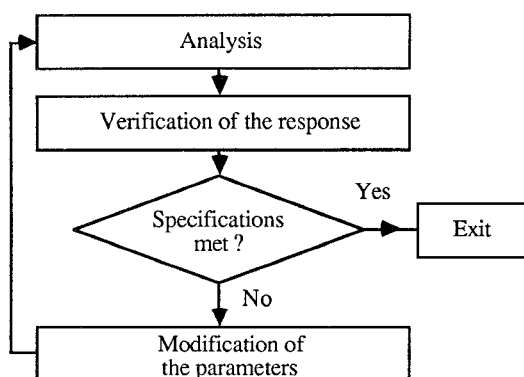 Analysis
Verification of the response
Yes
Specifications
met ?
Exit
No
Modification of
the parameters